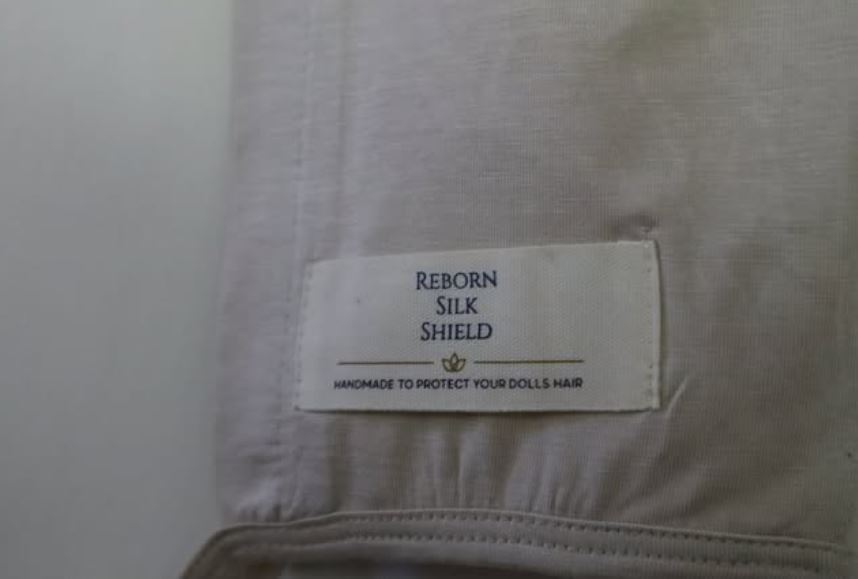 REBORN
SILK
SHIELD
HANDMADE TO PROTECT YOUR DOLLS HAIR